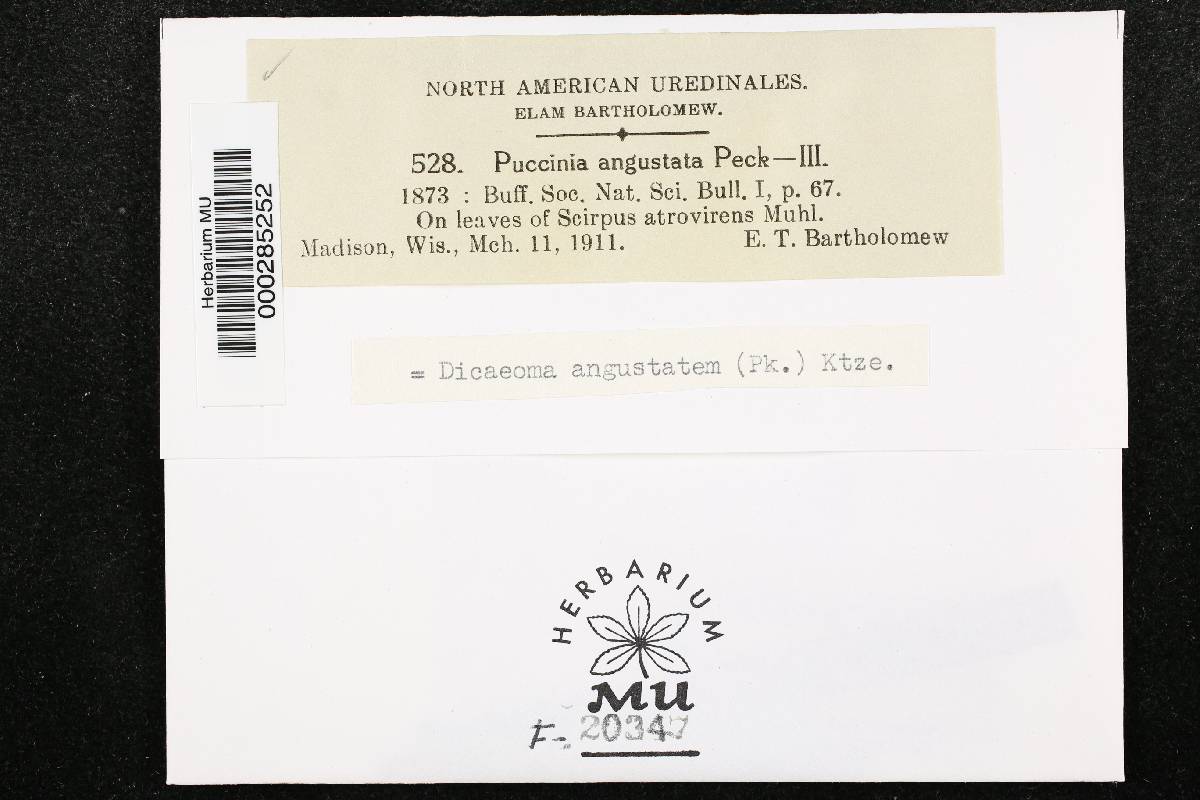 NORTH AMERICAN UREDINALES.
ELAM BARTHOLOMEW.
528. Puccinia angustata Peck—III.
1873 : Buff. Soc. Nat. Sci. Bull. I, p. 67.
On leaves of Scirpus atrovirens Muhl.
Madison, Wis., Mch. 11, 1911. E. T. Bartholomew
Herbarium MU
0000285252
= Dicaeoma angustatem (Pk.) Ktze.
HERBARIUM
MU
F-. 20347